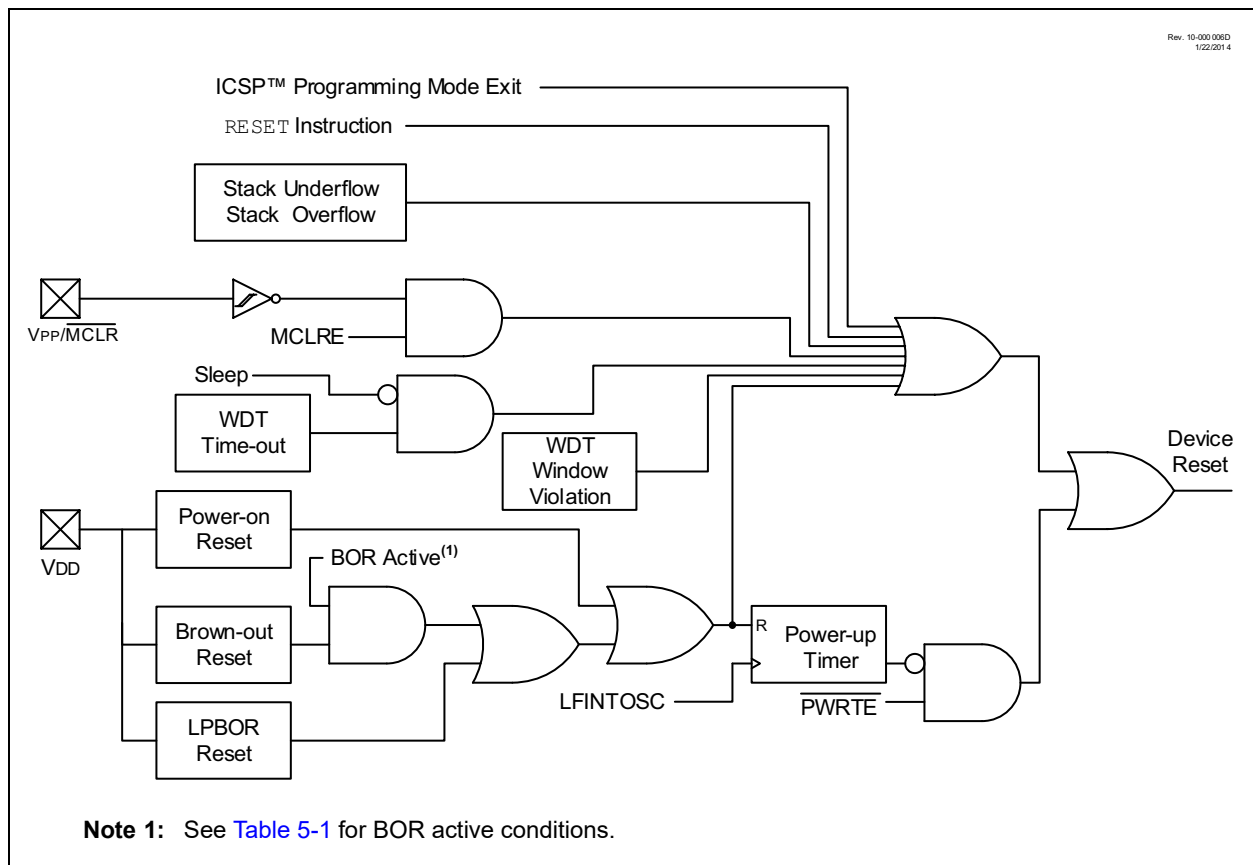 Rev. 10-000 006D
1/22/201 4
ICSP™ Programming Mode Exit
RESET Instruction
Stack Underflow
Stack Overflow
VPP/MCLR
MCLRE
Sleep
WDT
Time-out
WDT
Window
Violation
Device
Reset
VDD
Power-on
Reset
BOR Active(1)
Brown-out
Reset
R
Power-up
Timer
LFINTOSC
PWRTE
LPBOR
Reset
Note 1: See Table 5-1 for BOR active conditions.